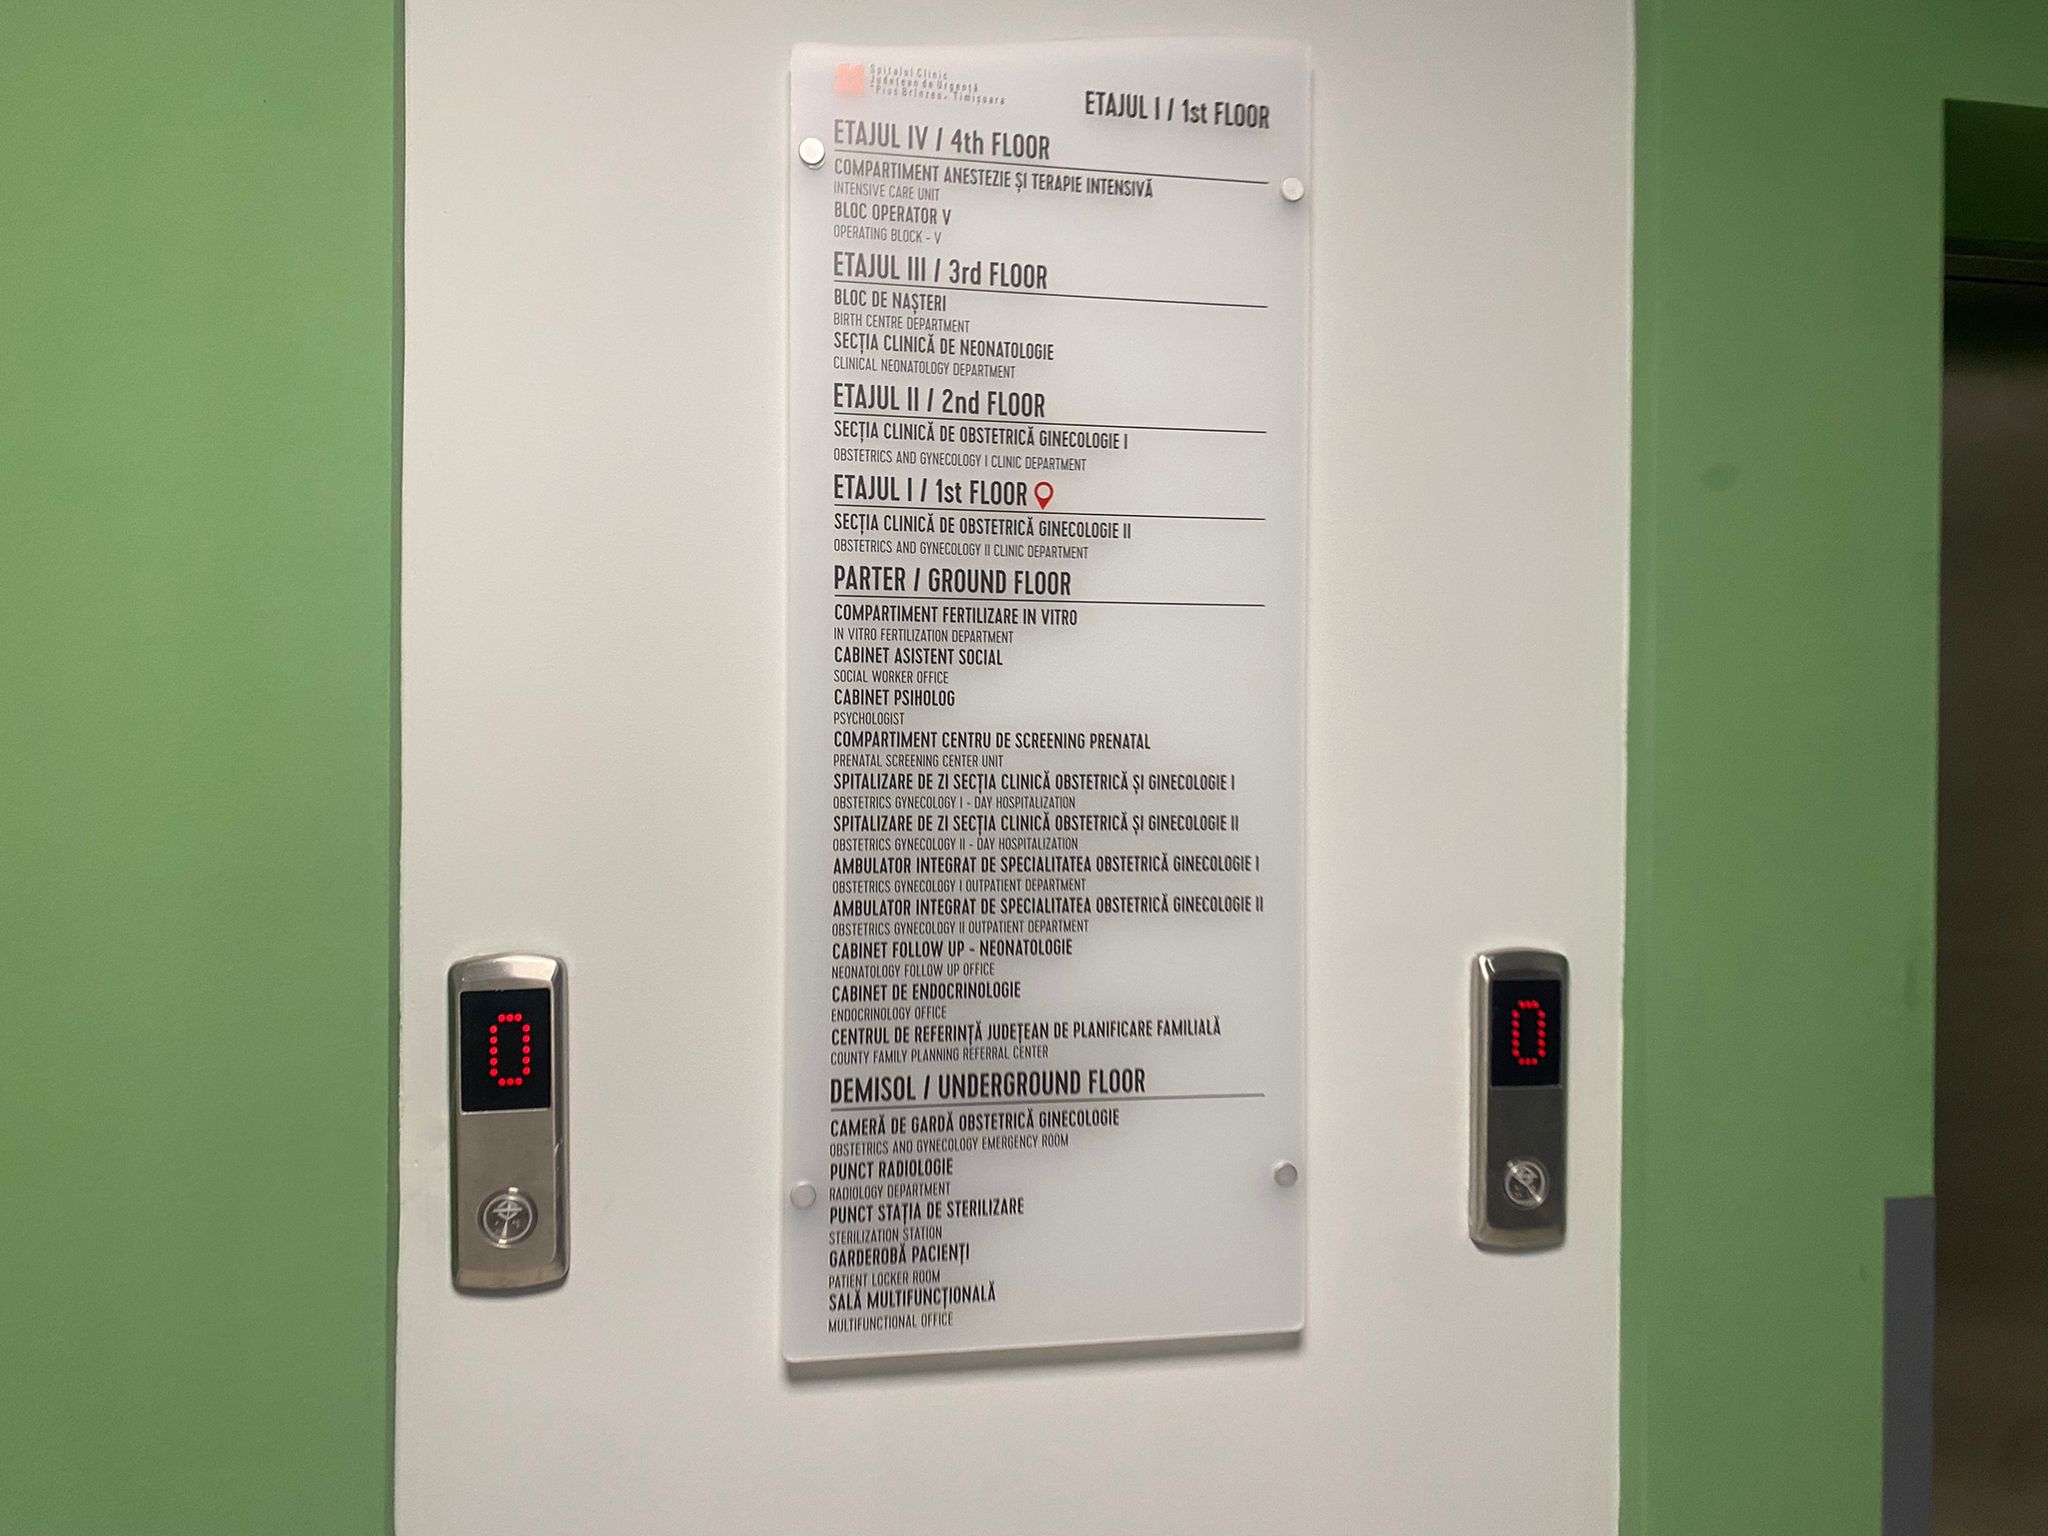 Spitalul Clinic
Județean de Urgență
"Pius Brînzeu" Timișoara
ETAJUL I / 1st FLOOR
ETAJUL IV / 4th FLOOR
COMPARTIMENT ANESTEZIE ȘI TERAPIE INTENSIVĂ
INTENSIVE CARE UNIT
BLOC OPERATOR V
OPERATING BLOCK - V
ETAJUL III / 3rd FLOOR
BLOC DE NAȘTERI
BIRTH CENTRE DEPARTMENT
SECȚIA CLINICĂ DE NEONATOLOGIE
CLINICAL NEONATOLOGY DEPARTMENT
ETAJUL II / 2nd FLOOR
SECȚIA CLINICĂ DE OBSTETRICĂ GINECOLOGIE I
OBSTETRICS AND GYNECOLOGY I CLINIC DEPARTMENT
ETAJUL I / 1st FLOOR
SECȚIA CLINICĂ DE OBSTETRICĂ GINECOLOGIE II
OBSTETRICS AND GYNECOLOGY II CLINIC DEPARTMENT
PARTER / GROUND FLOOR
COMPARTIMENT FERTILIZARE IN VITRO
IN VITRO FERTILIZATION DEPARTMENT
CABINET ASISTENT SOCIAL
SOCIAL WORKER OFFICE
CABINET PSIHOLOG
PSYCHOLOGIST
COMPARTIMENT CENTRU DE SCREENING PRENATAL
PRENATAL SCREENING CENTER UNIT
SPITALIZARE DE ZI SECȚIA CLINICĂ OBSTETRICĂ ȘI GINECOLOGIE I
OBSTETRICS GYNECOLOGY I - DAY HOSPITALIZATION
SPITALIZARE DE ZI SECȚIA CLINICĂ OBSTETRICĂ ȘI GINECOLOGIE II
OBSTETRICS GYNECOLOGY II - DAY HOSPITALIZATION
AMBULATOR INTEGRAT DE SPECIALITATEA OBSTETRICĂ GINECOLOGIE I
OBSTETRICS GYNECOLOGY I OUTPATIENT DEPARTMENT
AMBULATOR INTEGRAT DE SPECIALITATEA OBSTETRICĂ GINECOLOGIE II
OBSTETRICS GYNECOLOGY II OUTPATIENT DEPARTMENT
CABINET FOLLOW UP - NEONATOLOGIE
NEONATOLOGY FOLLOW UP OFFICE
CABINET DE ENDOCRINOLOGIE
ENDOCRINOLOGY OFFICE
CENTRUL DE REFERINȚĂ JUDEȚEAN DE PLANIFICARE FAMILIALĂ
COUNTY FAMILY PLANNING REFERRAL CENTER
DEMISOL / UNDERGROUND FLOOR
CAMERĂ DE GARDĂ OBSTETRICĂ GINECOLOGIE
OBSTETRICS AND GYNECOLOGY EMERGENCY ROOM
PUNCT RADIOLOGIE
RADIOLOGY DEPARTMENT
PUNCT STAȚIA DE STERILIZARE
STERILIZATION STATION
GARDEROBĂ PACIENȚI
PATIENT LOCKER ROOM
SALĂ MULTIFUNCȚIONALĂ
MULTIFUNCTIONAL OFFICE
0
0